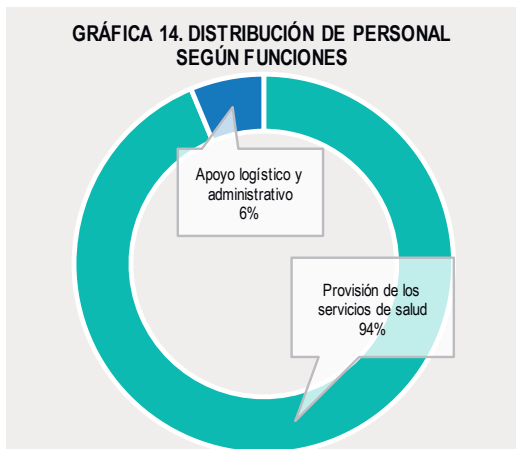 GRÁFICA 14. DISTRIBUCIÓN DE PERSONAL
SEGÚN FUNCIONES
Apoyo logístico y
administrativo
6%
Provisión de los
servicios de salud
94%